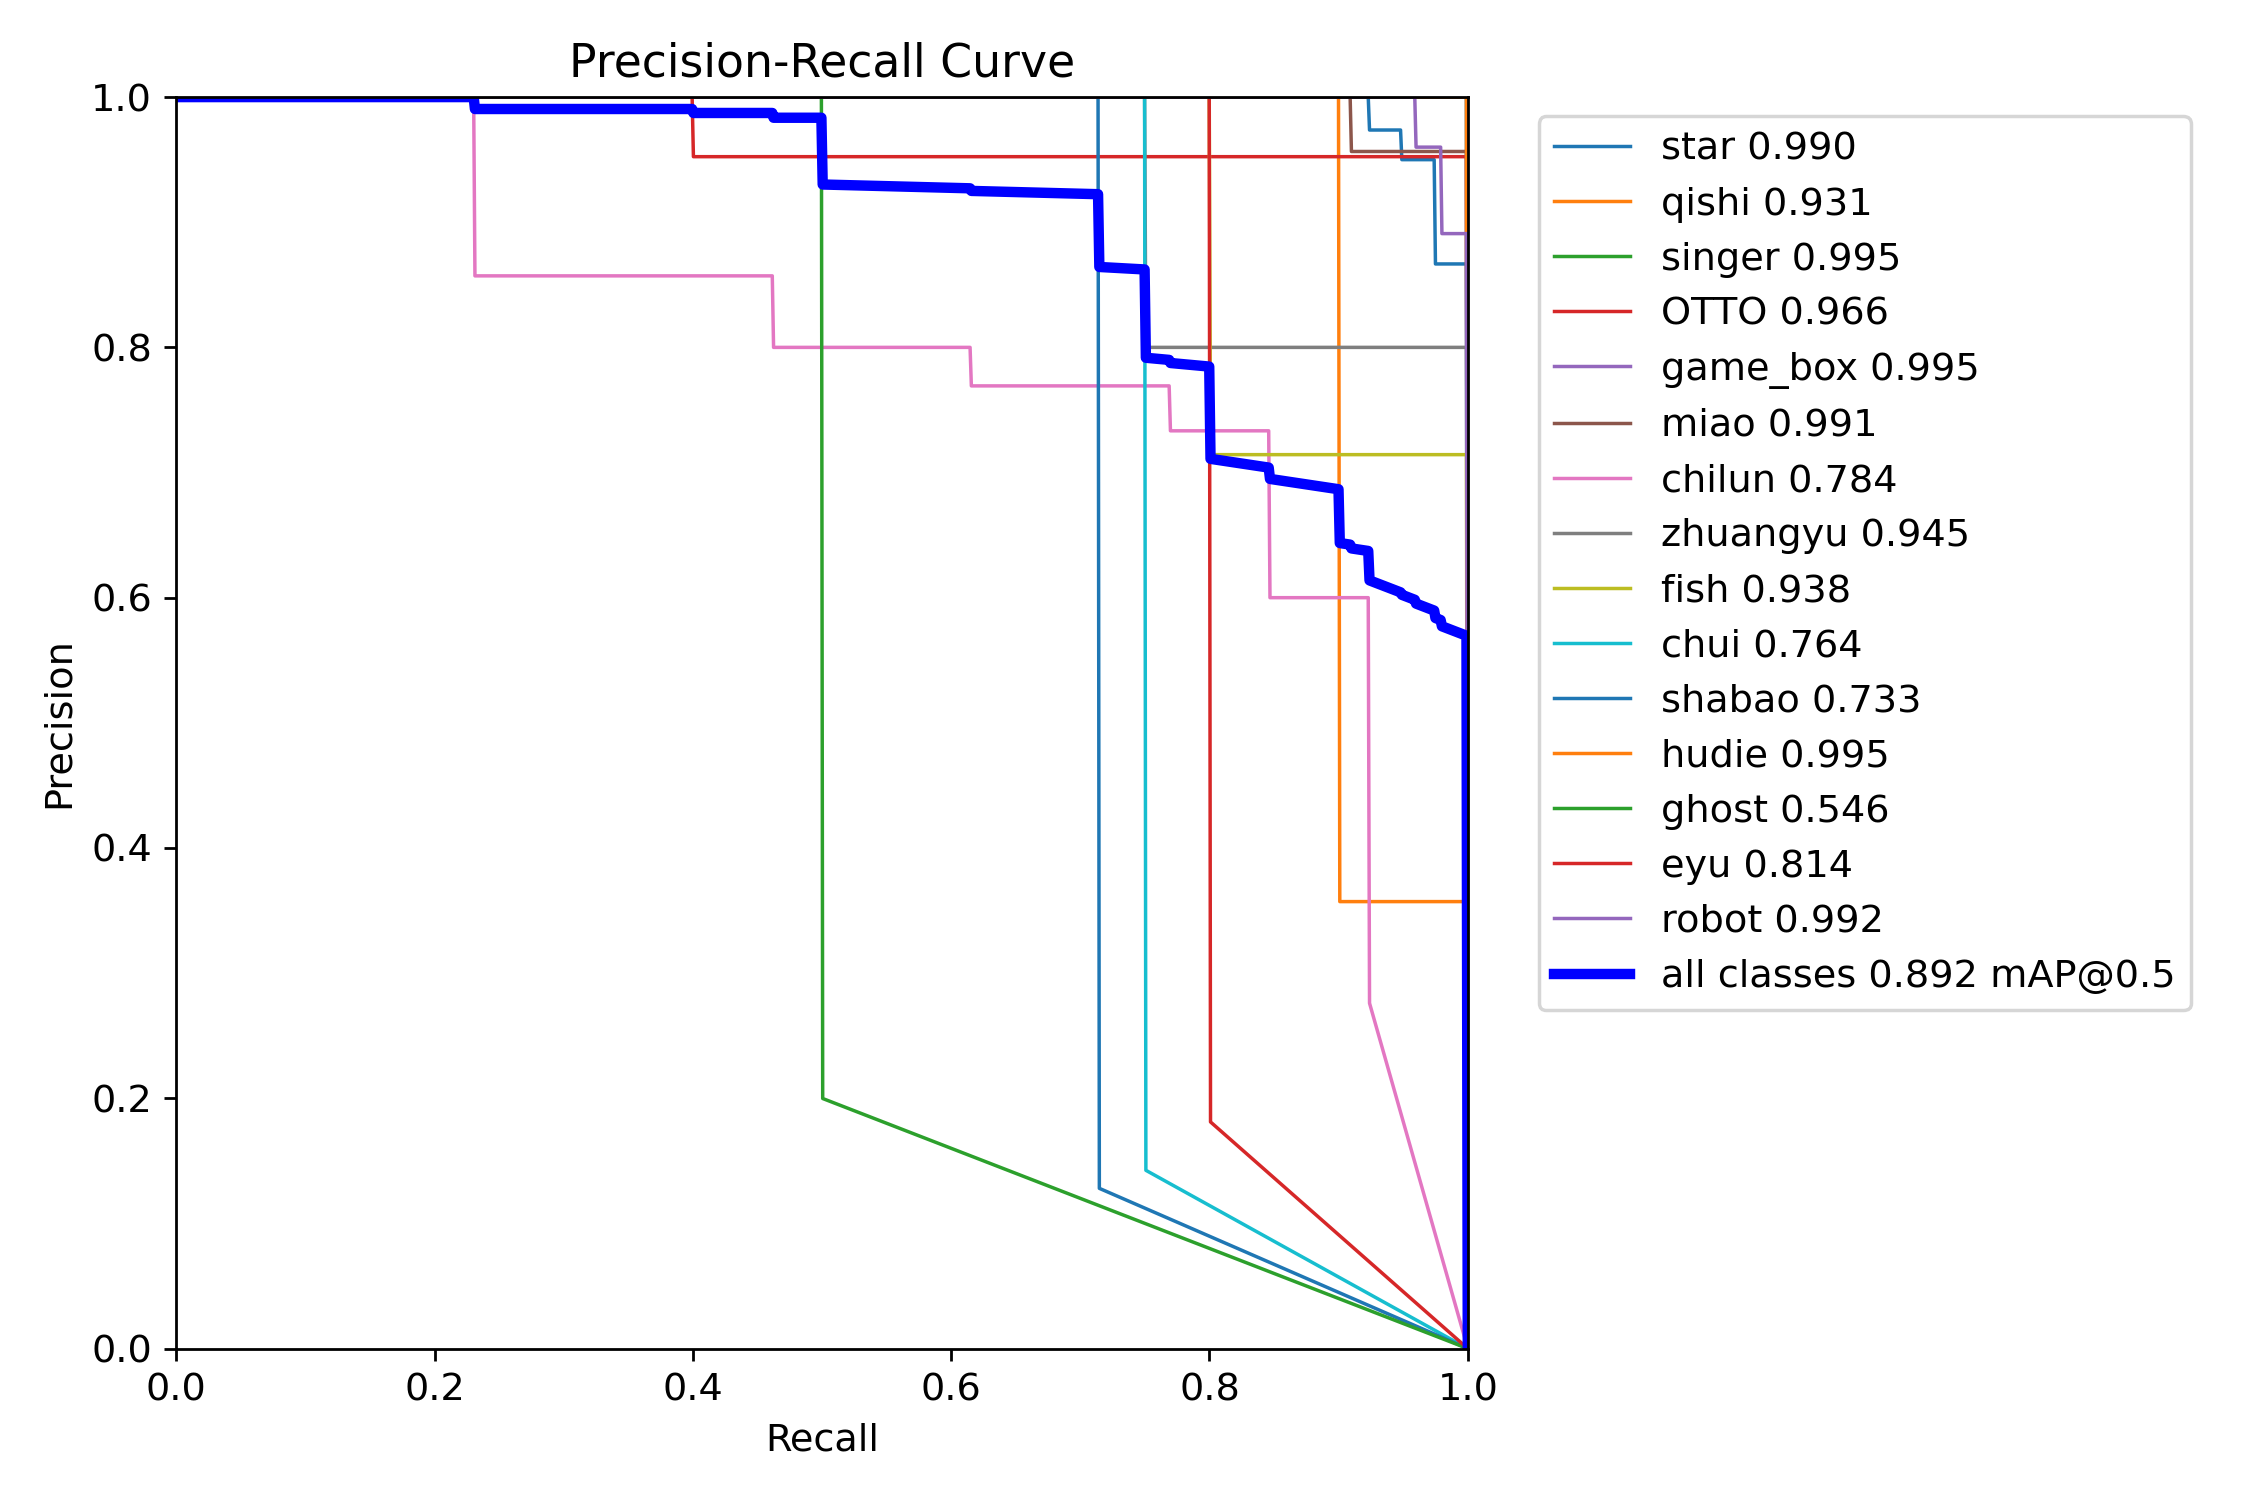 Precision-Recall Curve
1.0
0.8
0.6
0.4
0.2
0.0
Precision
0.0 0.2 0.4 0.6 0.8 1.0
Recall
star 0.990
qishi 0.931
singer 0.995
OTTO 0.966
game_box 0.995
miao 0.991
chilun 0.784
zhuangyu 0.945
fish 0.938
chui 0.764
shabao 0.733
hudie 0.995
ghost 0.546
eyu 0.814
robot 0.992
all classes 0.892 mAP@0.5